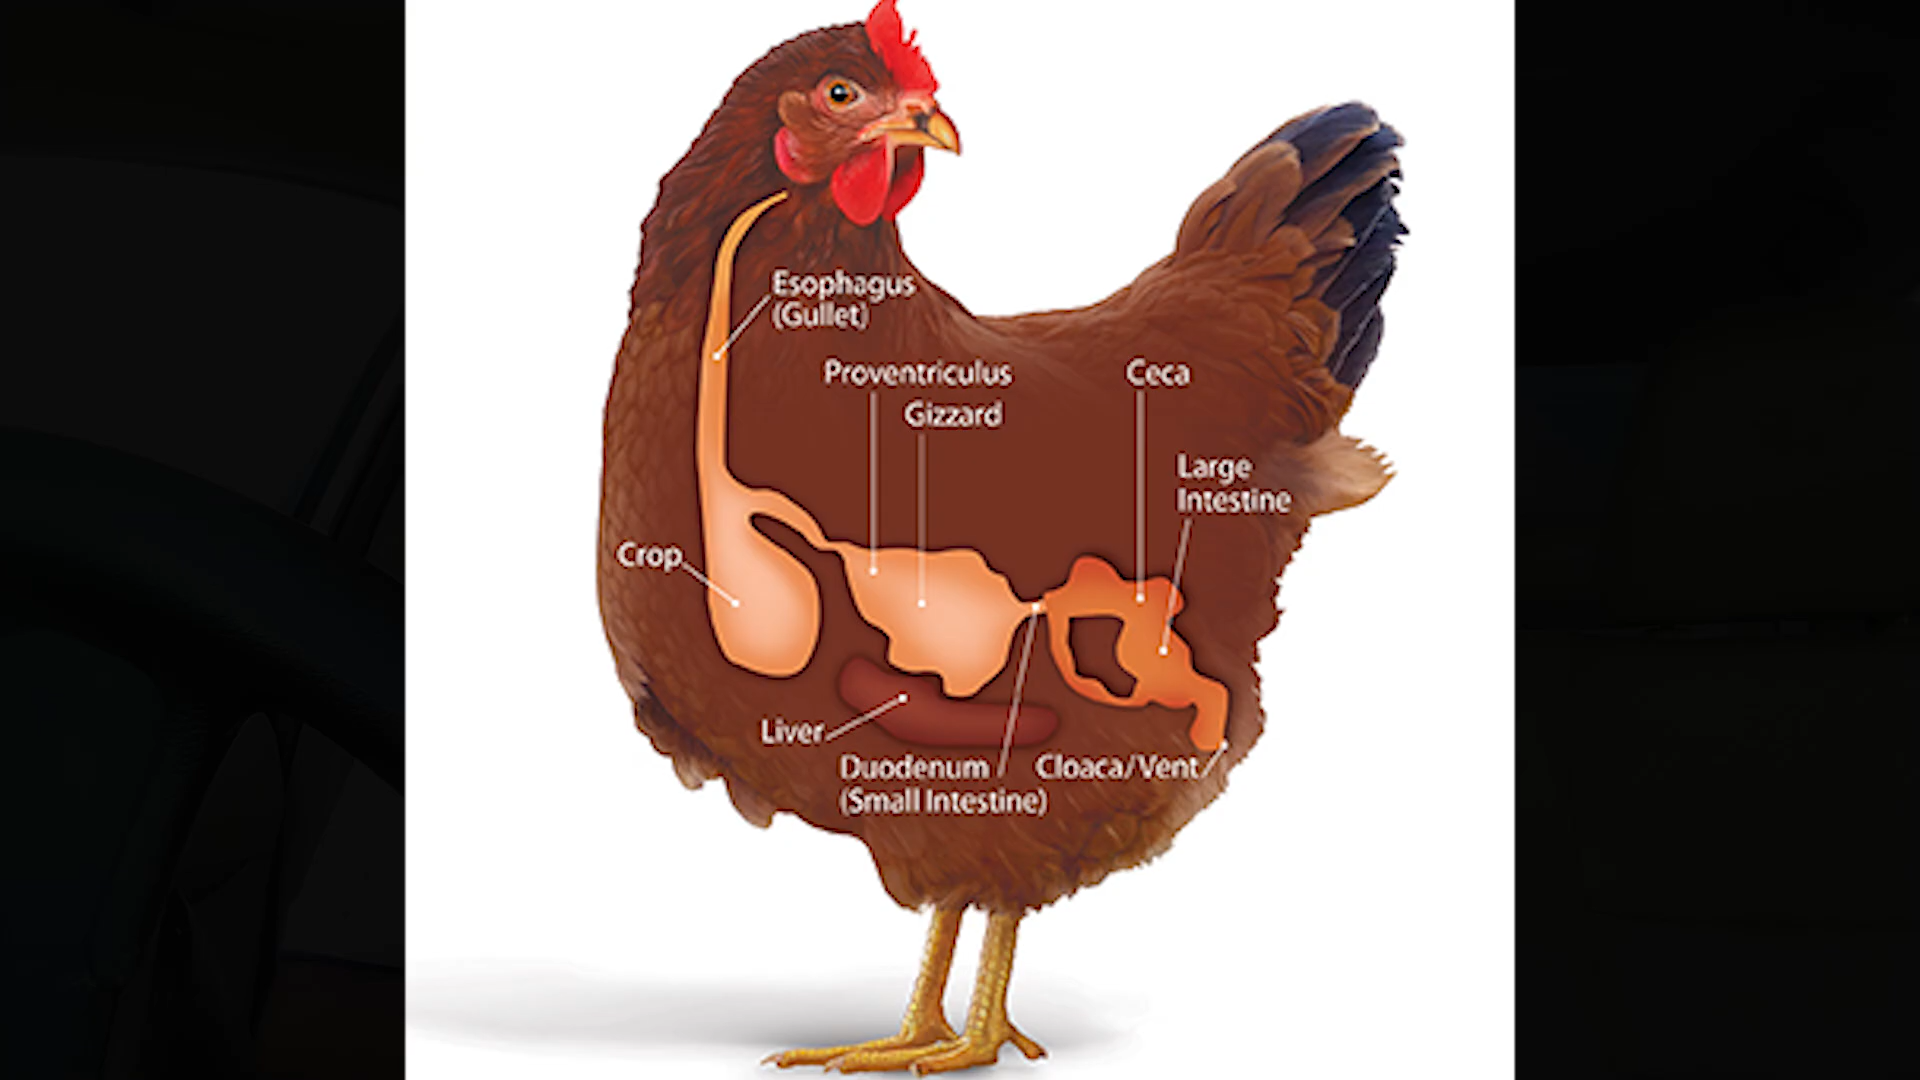 Esophagus
(Gullet)
Proventriculus
Gizzard
Ceca
Large
Intestine
Crop
Liver
Duodenum
(Small Intestine)
Cloaca/Vent